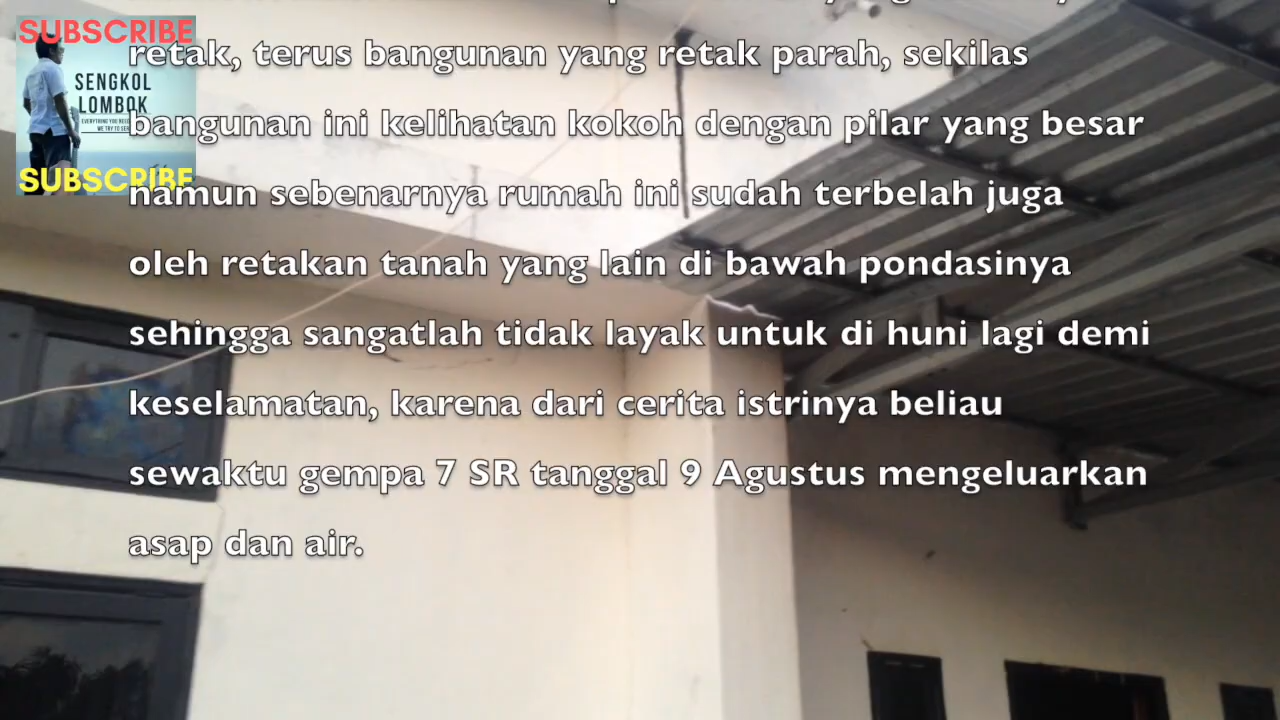 SUBSCRIBE
SENGKOL
LOMBOK
SUBSCRIBE
retak, terus bangunan yang retak parah, sekilas
bangunan ini kelihatan kokoh dengan pilar yang besar
namun sebenarnya rumah ini sudah terbelah juga
oleh retakan tanah yang lain di bawah pondasinya
sehingga sangatlah tidak layak untuk di huni lagi demi
keselamatan, karena dari cerita istrinya beliau
sewaktu gempa 7 SR tanggal 9 Agustus mengeluarkan
asap dan air.